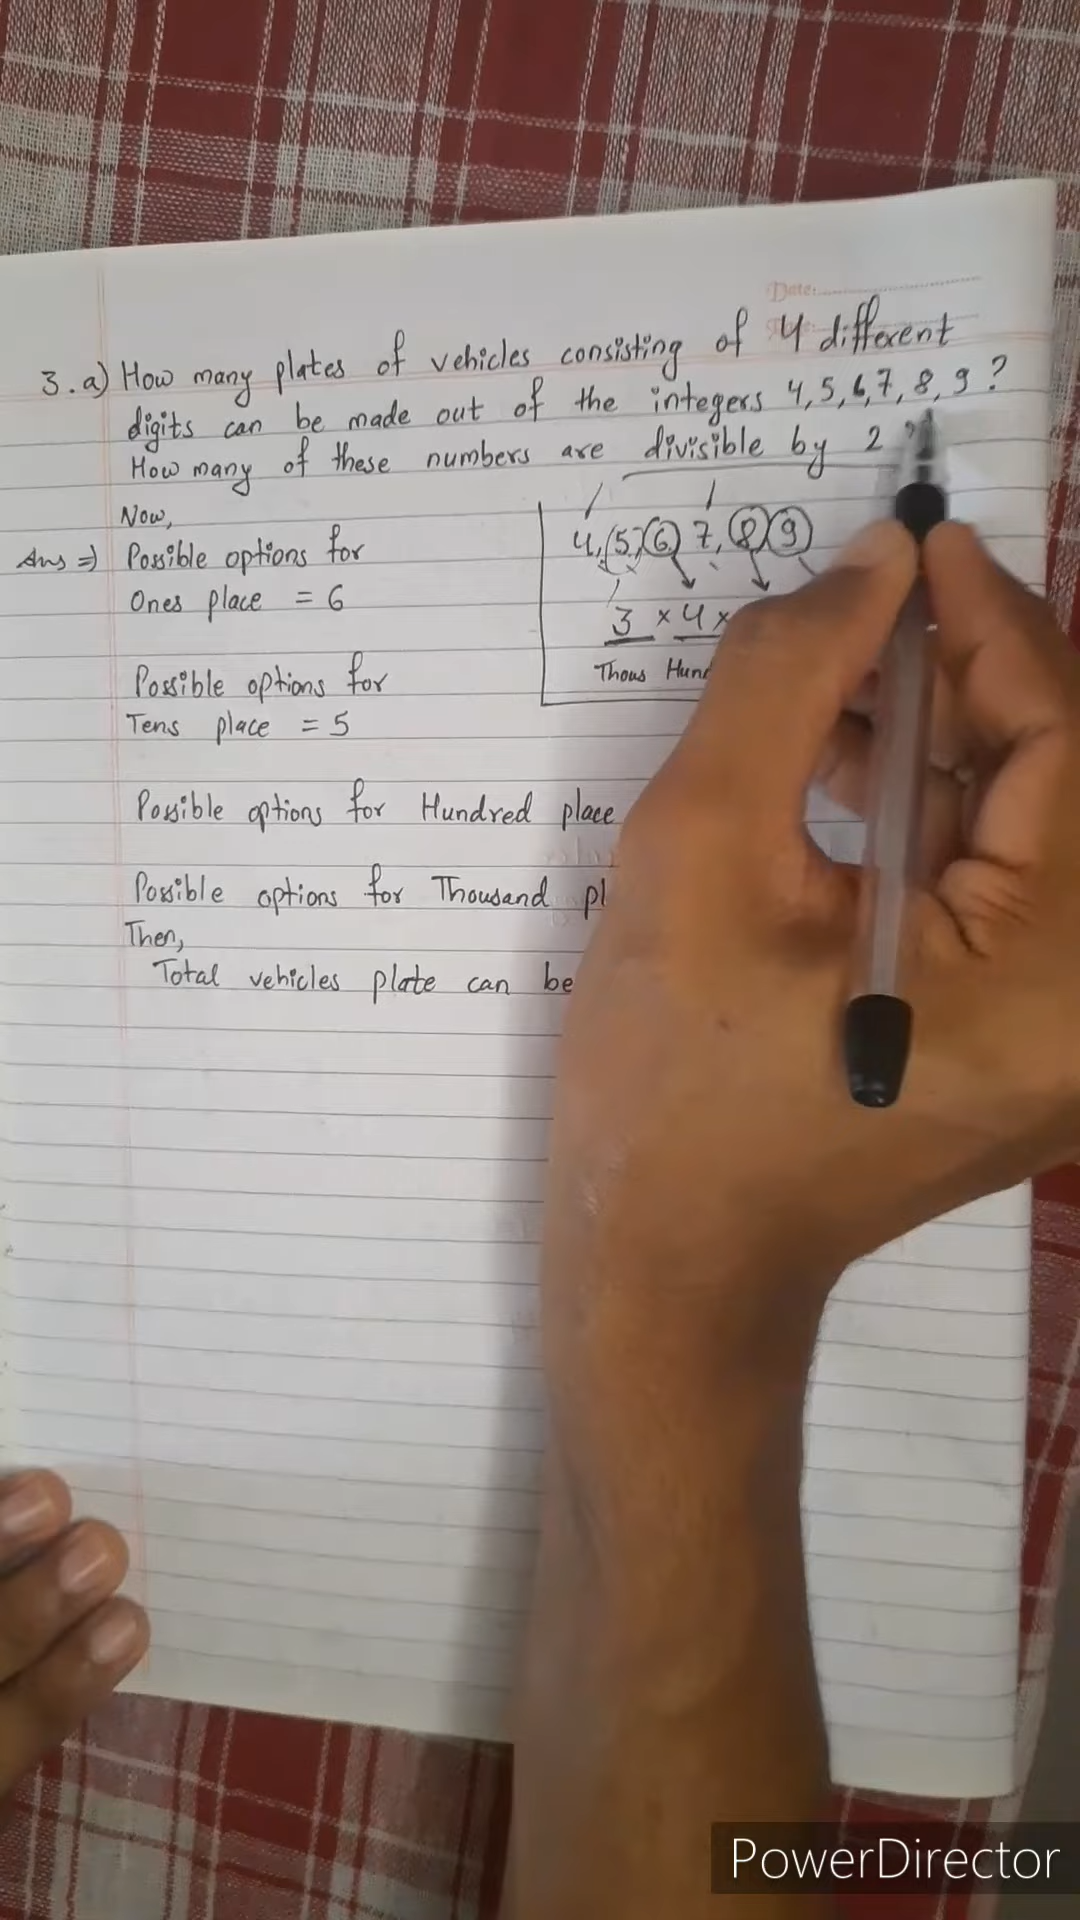 Date:
3. a) How many plates of vehicles consisting of 4 different
digits can be made out of the integers 4, 5, 6, 7, 8, 9 ?
How many of these numbers are divisible by 2
Now,
Ans ⇒ Possible options for
Ones place = 6
4, 5, 6 7, 8 9
3 × 4 ×
Thous Hund
Possible options for
Tens place = 5
Possible options for Hundred place
Possible options for Thousand pl
Then,
Total vehicles plate can be
PowerDirector